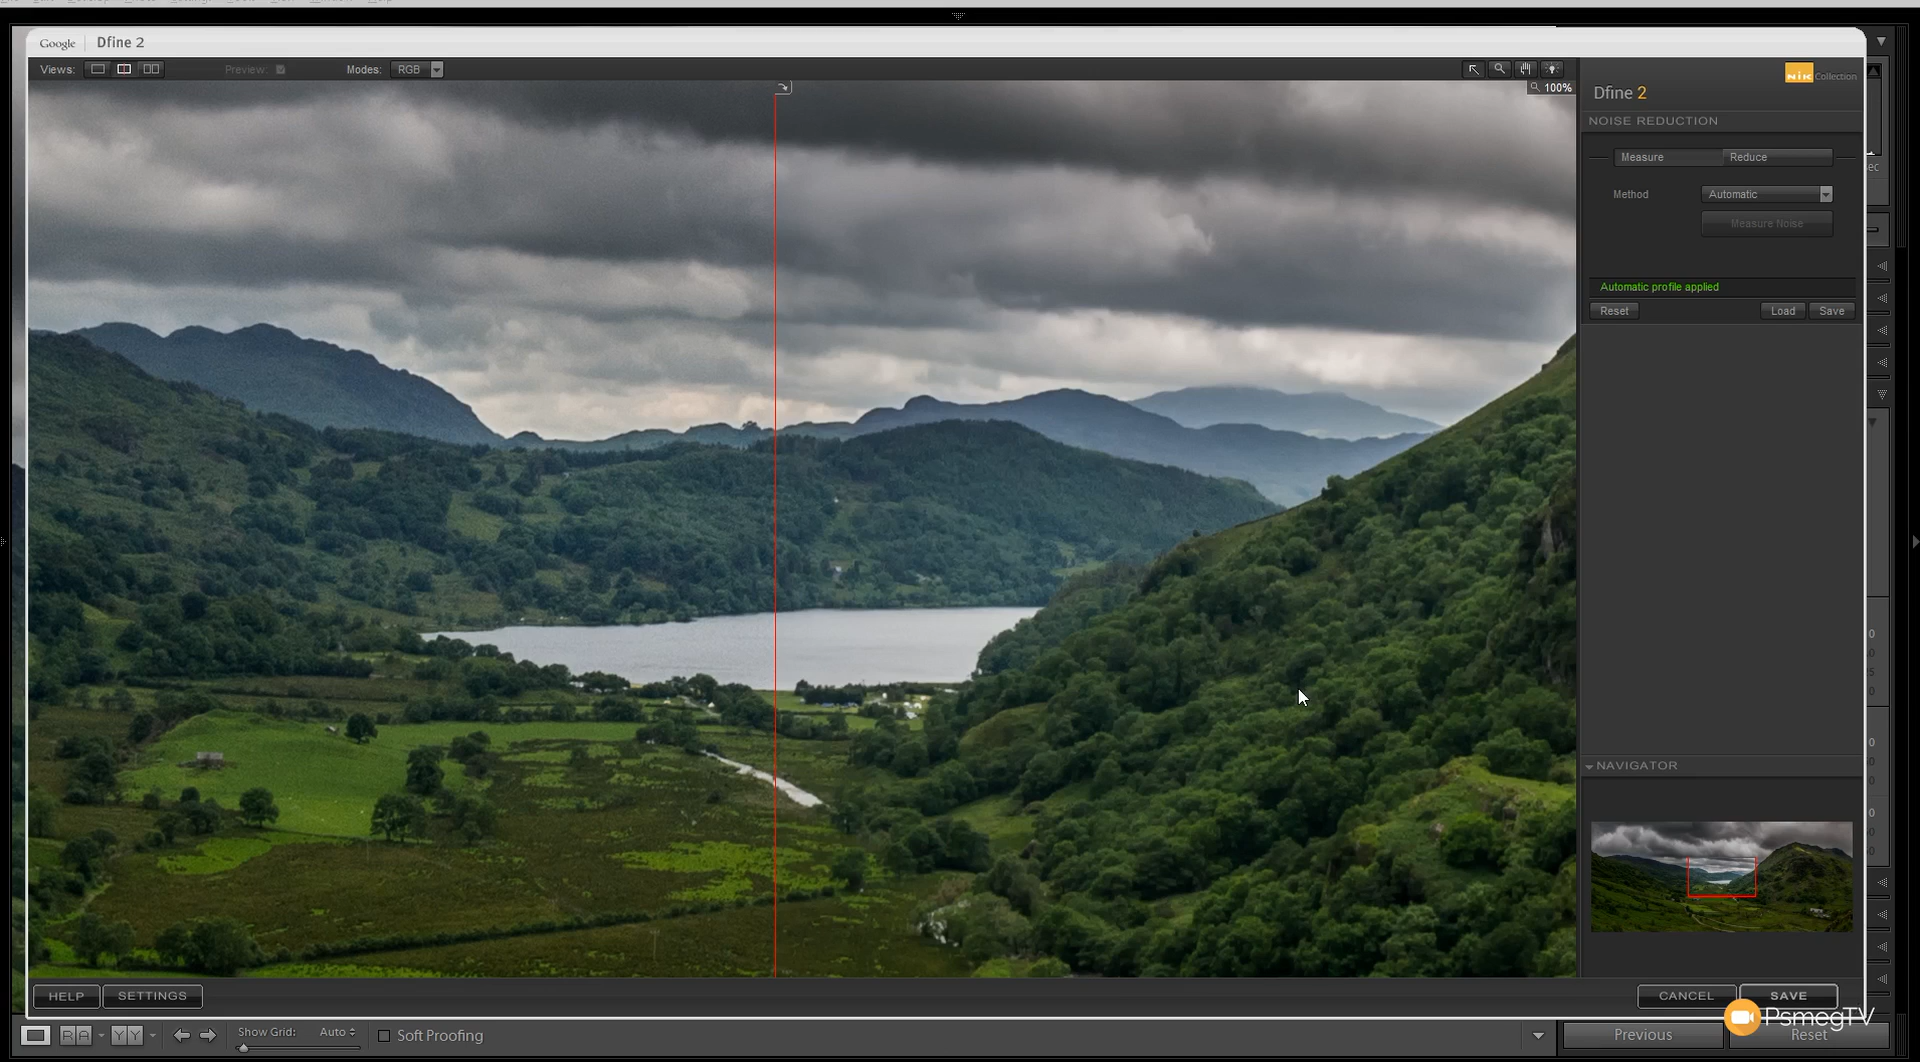 Google Dfine 2
Views: Preview: Modes: RGB
100%
nik Collection
Dfine 2
NOISE REDUCTION
Measure Reduce
Method Automatic
Measure Noise
Automatic profile applied
Reset Load Save
NAVIGATOR
HELP SETTINGS CANCEL SAVE
PsmegTV
R A Y Y Show Grid: Auto Soft Proofing Previous Reset